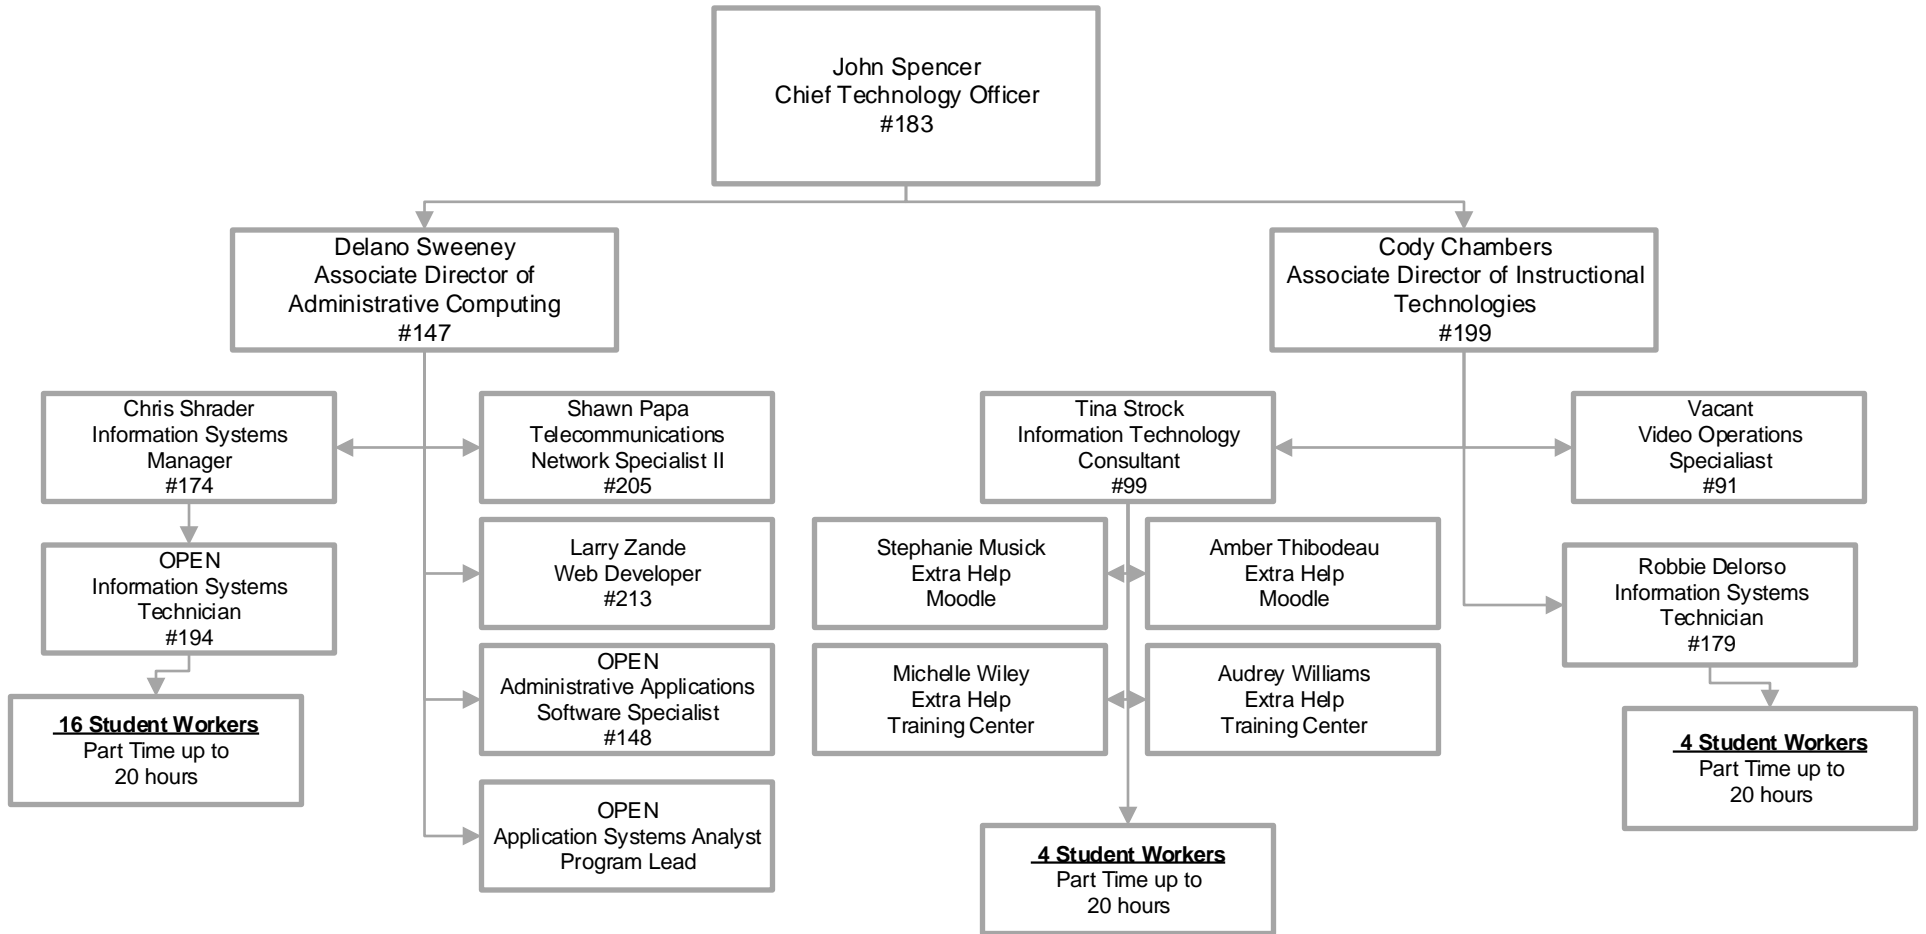 John Spencer
Chief Technology Officer
#183
Delano Sweeney
Associate Director of
Administrative Computing
#147
Cody Chambers
Associate Director of Instructional
Technologies
#199
Chris Shrader
Information Systems
Manager
#174
Shawn Papa
Telecommunications
Network Specialist II
#205
Tina Strock
Information Technology
Consultant
#99
Vacant
Video Operations
Specialiast
#91
OPEN
Information Systems
Technician
#194
Larry Zande
Web Developer
#213
Stephanie Musick
Extra Help
Moodle
Amber Thibodeau
Extra Help
Moodle
Robbie Delorso
Information Systems
Technician
#179
OPEN
Administrative Applications
Software Specialist
#148
Michelle Wiley
Extra Help
Training Center
Audrey Williams
Extra Help
Training Center
16 Student Workers
Part Time up to
20 hours
4 Student Workers
Part Time up to
20 hours
OPEN
Application Systems Analyst
Program Lead
4 Student Workers
Part Time up to
20 hours